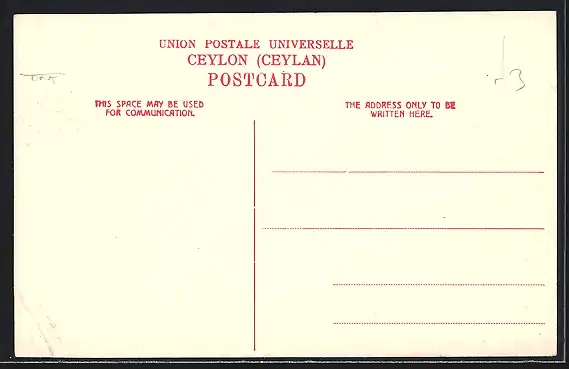 UNION POSTALE UNIVERSELLE
CEYLON (CEYLAN)
POSTCARD
THIS SPACE MAY BE USED
FOR COMMUNICATION.
THE ADDRESS ONLY TO BE
WRITTEN HERE.